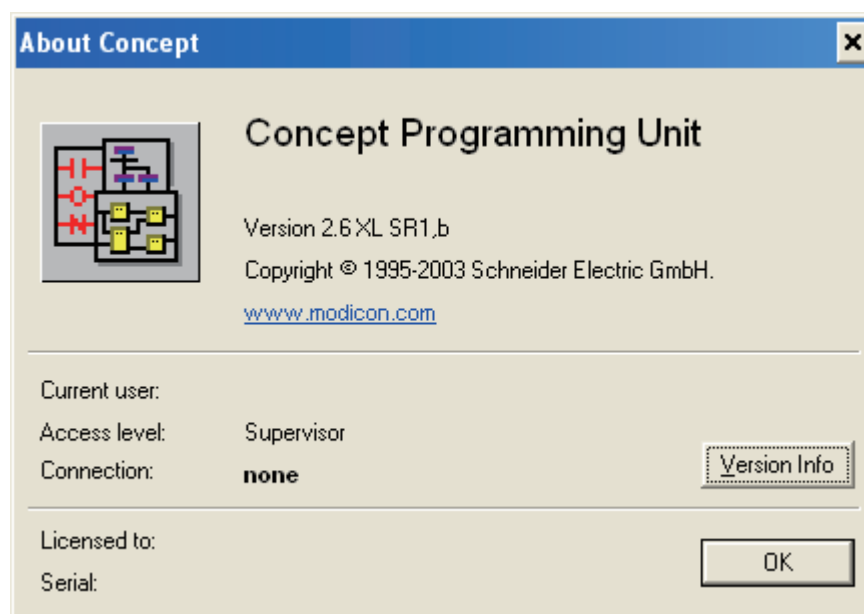 About Concept
Concept Programming Unit
Version 2.6 XL SR1,b
Copyright © 1995-2003 Schneider Electric GmbH.
www.modicon.com
Current user:
Access level: Supervisor
Connection: none
Version Info
Licensed to:
Serial:
OK